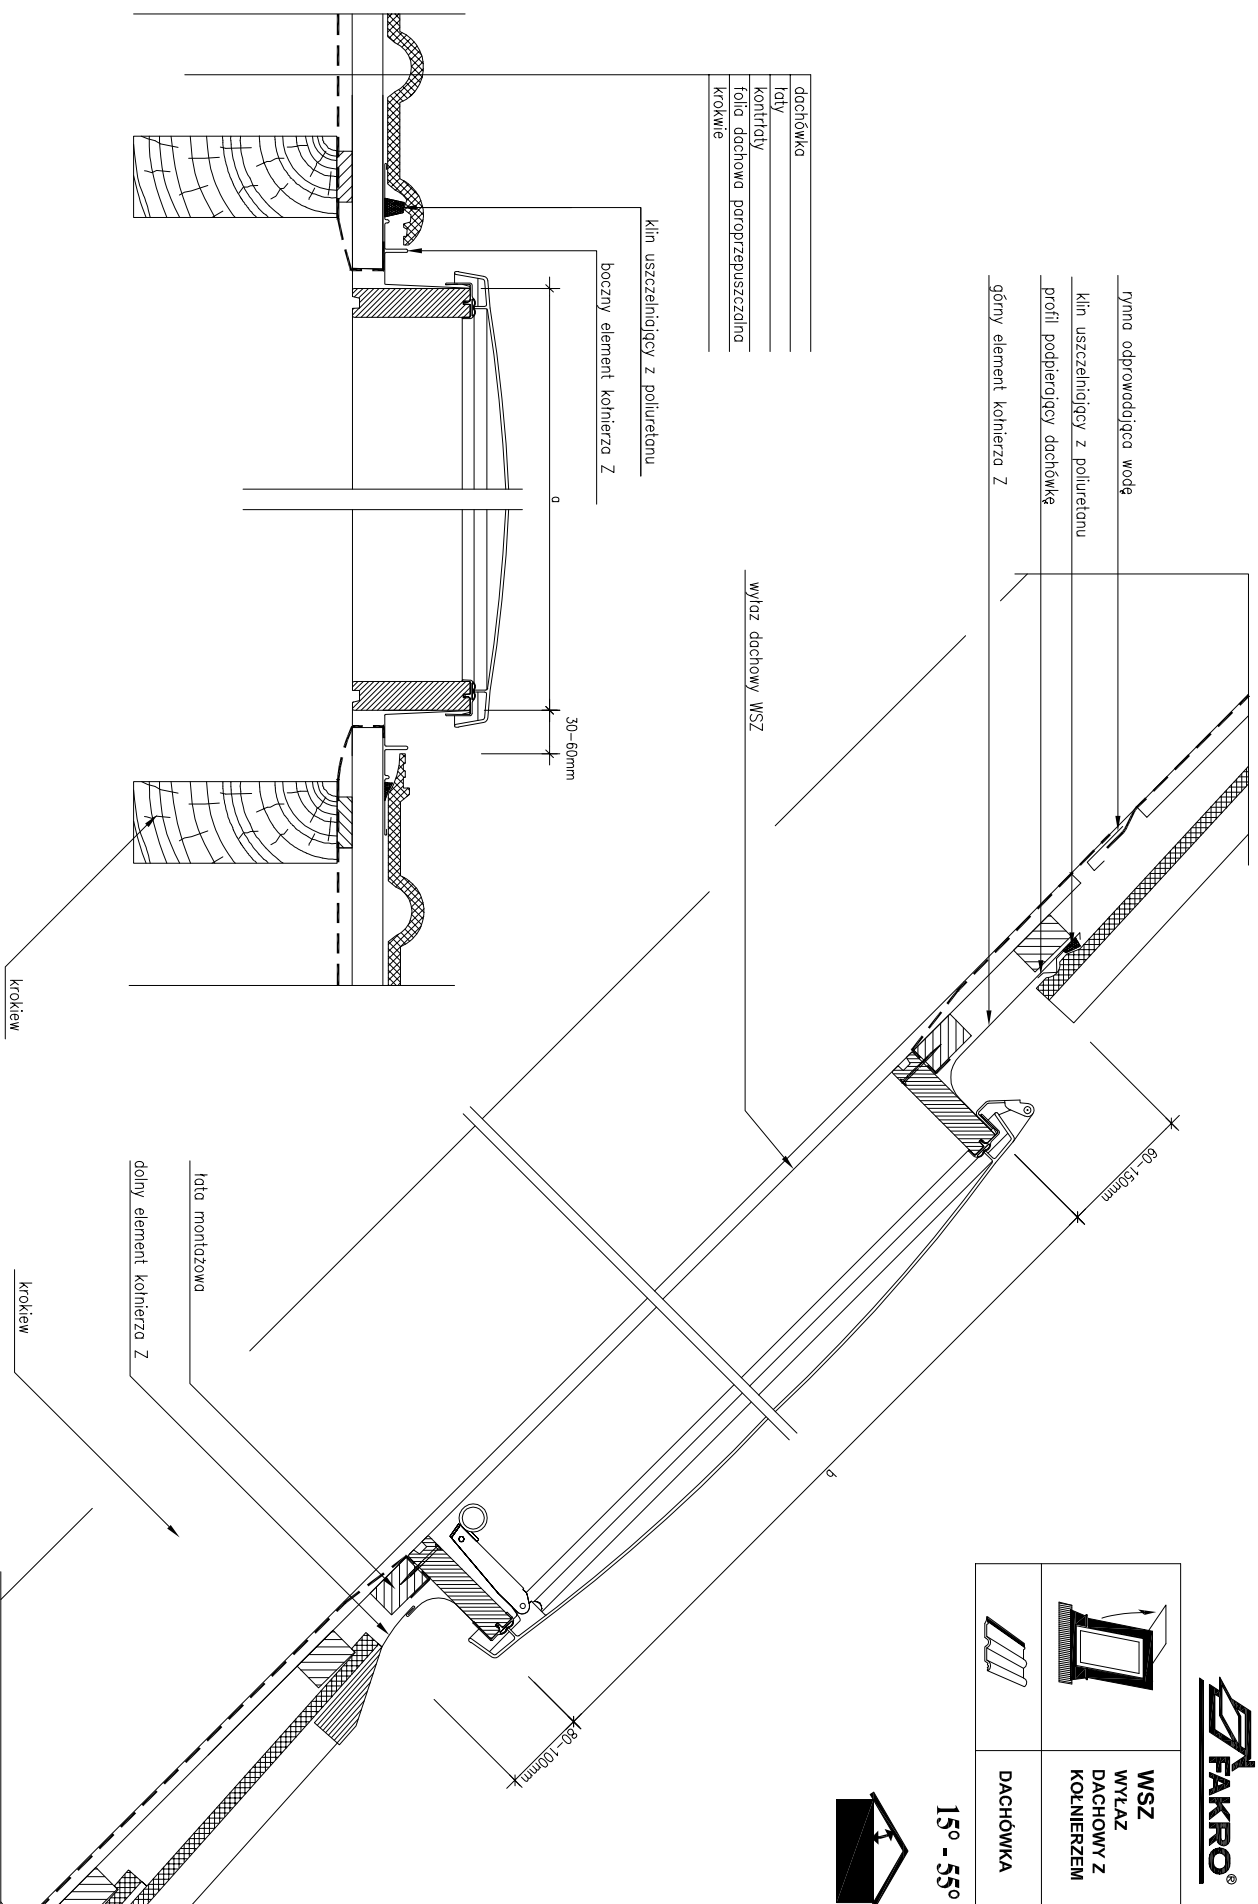 FAKRO®
WSZ
WYŁAZ
DACHOWY Z
KOŁNIERZEM
DACHÓWKA
15° - 55°
rynna odprowadzająca wodę
klin uszczelniający z poliuretanu
profil podpierający dachówkę
górny element kołnierza Z
60-150mm
b
80-100mm
wyłaz dachowy WSZ
łata montażowa
dolny element kołnierza Z
krokiew
dachówka
łaty
kontrłaty
folia dachowa paroprzepuszczalna
krokwie
klin uszczelniający z poliuretanu
boczny element kołnierza Z
a
30-60mm
krokiew